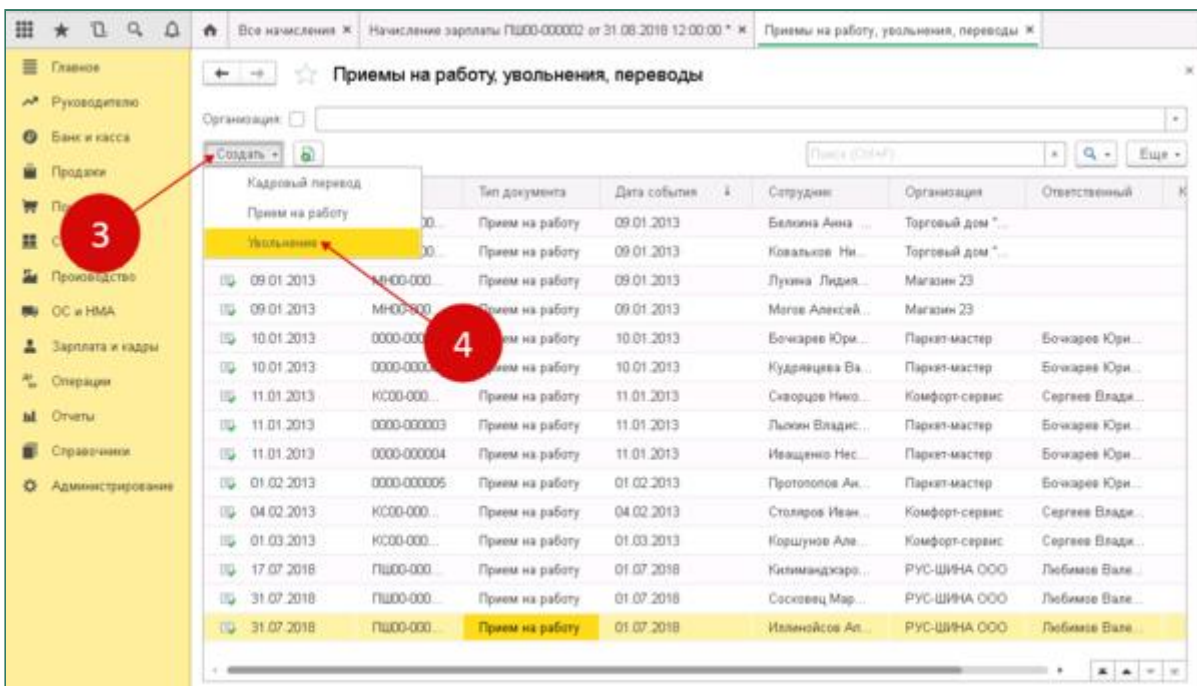 Все начисления × Начисление зарплаты ПШ00-000002 от 31.08.2018 12:00:00 * × Приемы на работу, увольнения, переводы ×
Главное
Приемы на работу, увольнения, переводы
Руководителю
Организация:
Банк и касса
Создать Поиск (Ctrl+F) Еще
Продажи
Кадровый перевод Тип документа Дата события Сотрудник Организация Ответственный К
Прием на работу 00... Прием на работу 09.01.2013 Белкина Анна ... Торговый дом "...
3
Увольнение 00... Прием на работу 09.01.2013 Ковальков Ни... Торговый дом "...
Производство 09.01.2013 МН00-000... Прием на работу 09.01.2013 Лукина Лидия... Магазин 23
ОС и НМА 09.01.2013 МН00-000... Прием на работу 09.01.2013 Могов Алексей... Магазин 23
4
Зарплата и кадры 10.01.2013 на работу 10.01.2013 Бочкарев Юри... Паркет-мастер Бочкарев Юри...
Операции 10.01.2013 Прием на работу 10.01.2013 Кудрявцева Ва... Паркет-мастер Бочкарев Юри...
11.01.2013 КС00-000... Прием на работу 11.01.2013 Скворцов Нико... Комфорт-сервис Сергеев Влади...
Отчеты 11.01.2013 0000-000003 Прием на работу 11.01.2013 Лыжин Владис... Паркет-мастер Бочкарев Юри...
Справочники 11.01.2013 0000-000004 Прием на работу 11.01.2013 Иващенко Нес... Паркет-мастер Бочкарев Юри...
Администрирование 01.02.2013 0000-000005 Прием на работу 01.02.2013 Протопопов Ан... Паркет-мастер Бочкарев Юри...
04.02.2013 КС00-000... Прием на работу 04.02.2013 Столяров Иван... Комфорт-сервис Сергеев Влади...
01.03.2013 КС00-000... Прием на работу 01.03.2013 Коршунов Але... Комфорт-сервис Сергеев Влади...
17.07.2018 ПШ00-000... Прием на работу 01.07.2018 Килиманджаро... РУС-ШИНА ООО Любимов Вале...
31.07.2018 ПШ00-000... Прием на работу 01.07.2018 Сосковец Мар... РУС-ШИНА ООО Любимов Вале...
31.07.2018 ПШ00-000... Прием на работу 01.07.2018 Иллинойсов Ал... РУС-ШИНА ООО Любимов Вале...